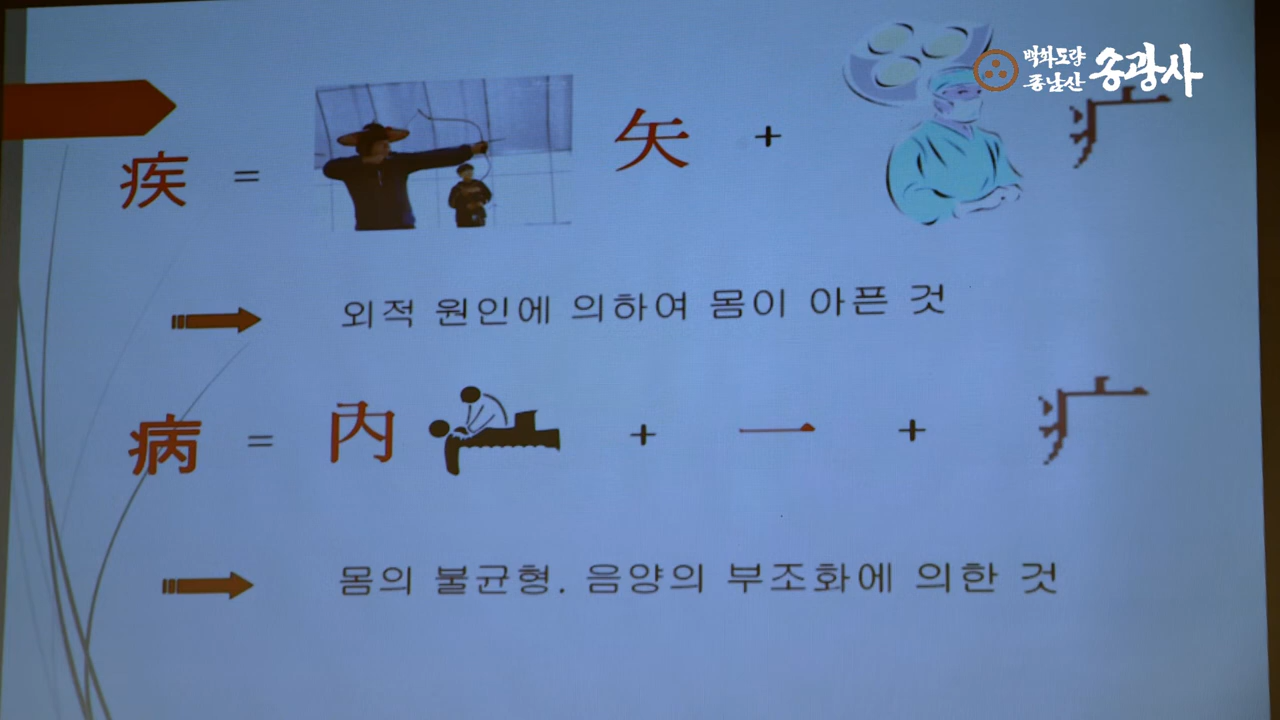 백화도량
종남산 송광사
疾 = 矢 + 疒
외적 원인에 의하여 몸이 아픈 것
病 = 內 + 一 + 疒
몸의 불균형. 음양의 부조화에 의한 것